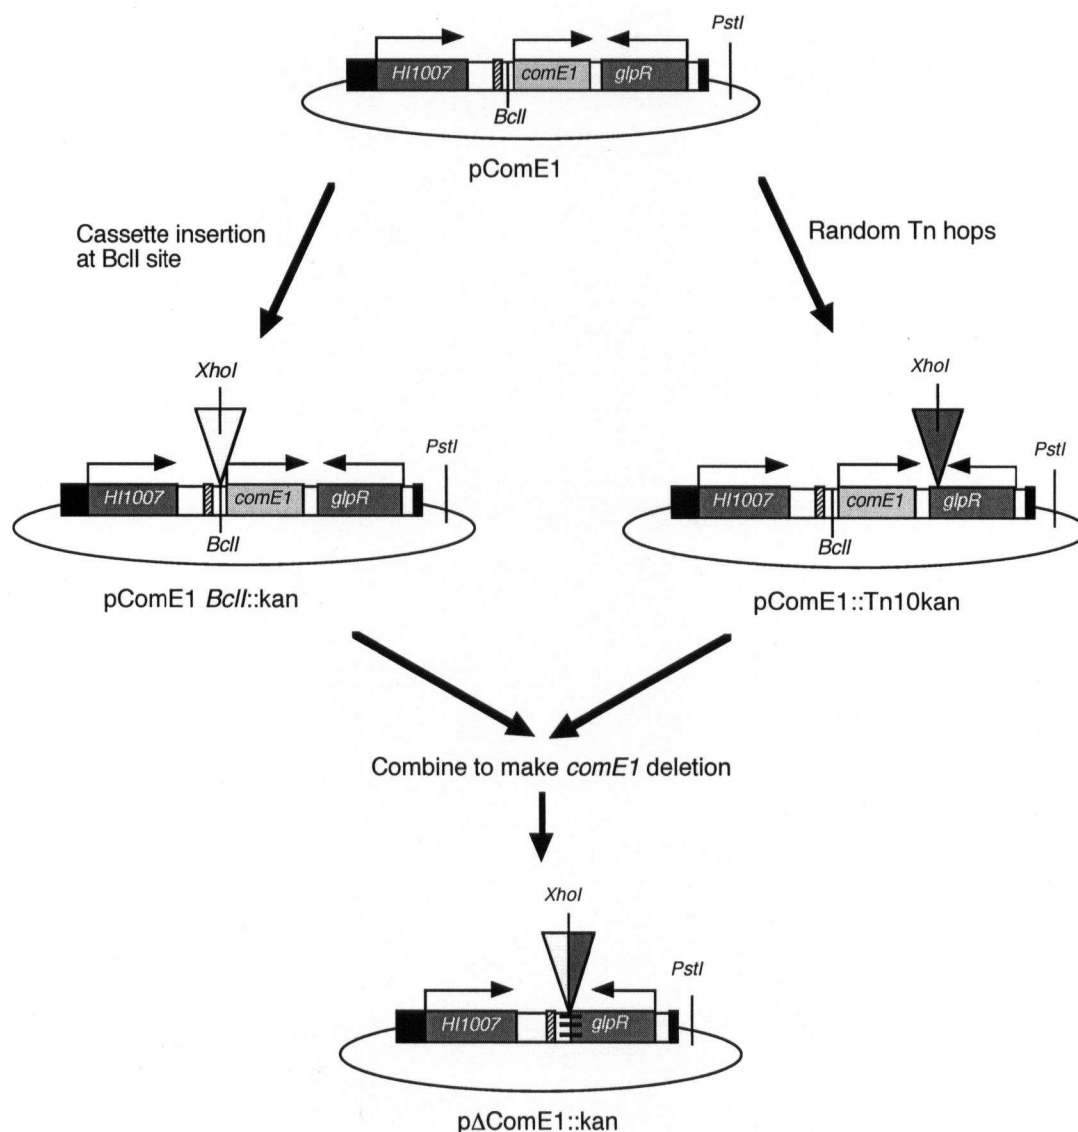 PstI
HI1007
comE1
glpR
BclI
pComE1
Cassette insertion
at BclI site
Random Tn hops
XhoI
PstI
HI1007
comE1
glpR
BclI
pComE1 BclI::kan
XhoI
PstI
HI1007
comE1
glpR
BclI
pComE1::Tn10kan
Combine to make comE1 deletion
XhoI
PstI
HI1007
glpR
pΔComE1::kan